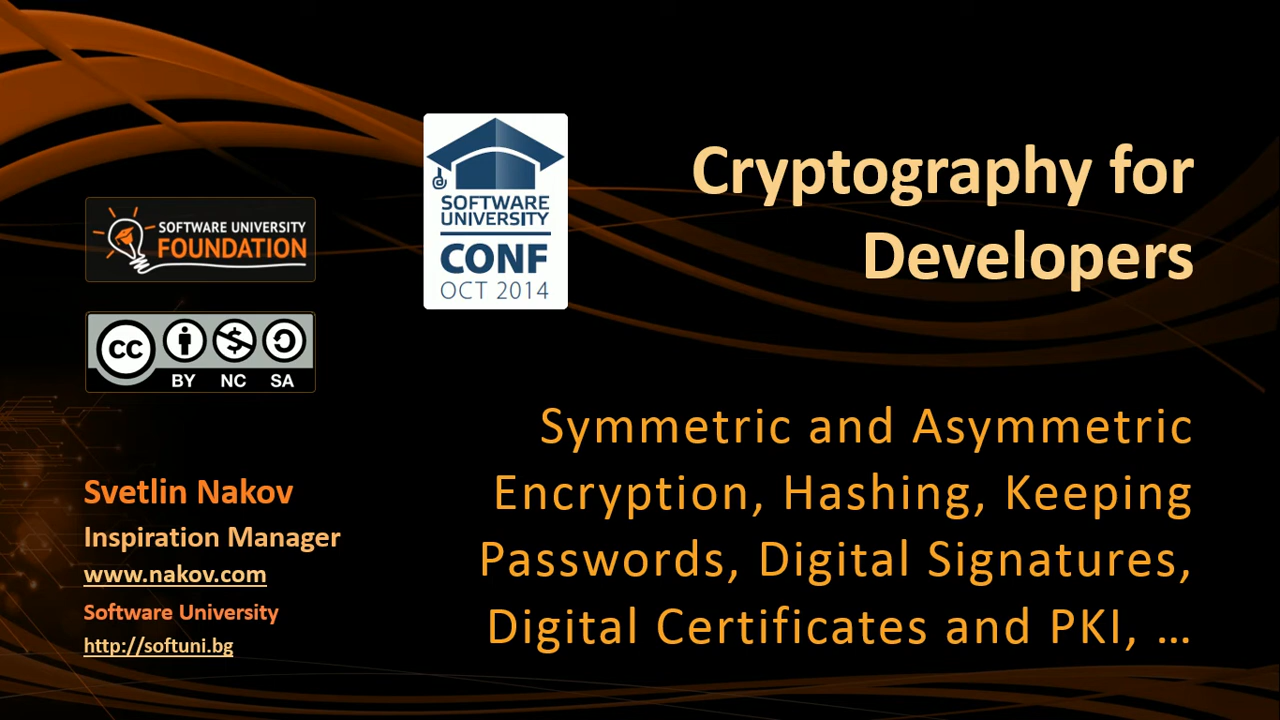 Cryptography for
Developers
SOFTWARE UNIVERSITY
FOUNDATION
SOFTWARE
UNIVERSITY
CONF
OCT 2014
CC
BY NC SA
Symmetric and Asymmetric
Encryption, Hashing, Keeping
Passwords, Digital Signatures,
Digital Certificates and PKI, …
Svetlin Nakov
Inspiration Manager
www.nakov.com
Software University
http://softuni.bg